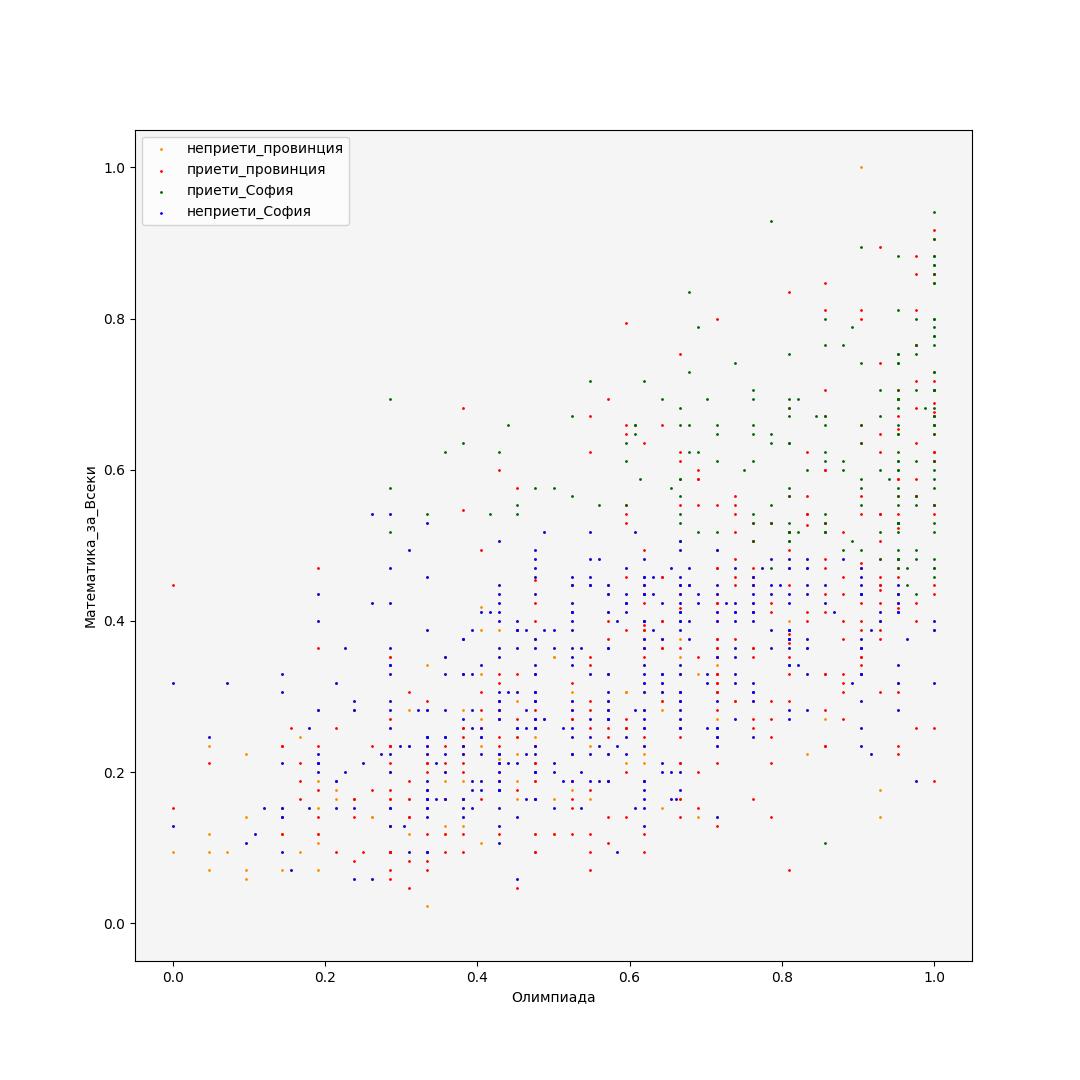 неприети_провинция
приети_провинция
приети_София
неприети_София
1.0
0.8
0.6
0.4
0.2
0.0
Математика_за_Всеки
0.0 0.2 0.4 0.6 0.8 1.0
Олимпиада